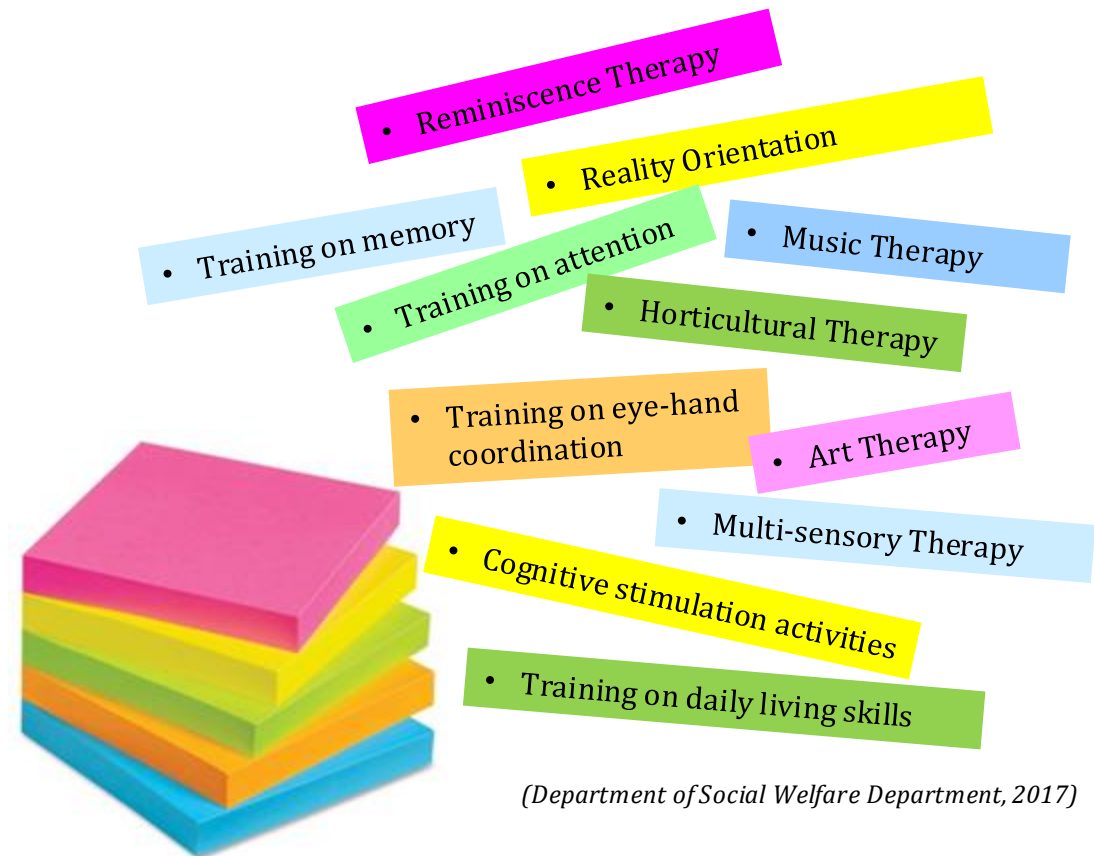 • Reminiscence Therapy
• Reality Orientation
• Training on memory
• Training on attention
• Music Therapy
• Horticultural Therapy
• Training on eye-hand
coordination
• Art Therapy
• Multi-sensory Therapy
• Cognitive stimulation activities
• Training on daily living skills
(Department of Social Welfare Department, 2017)